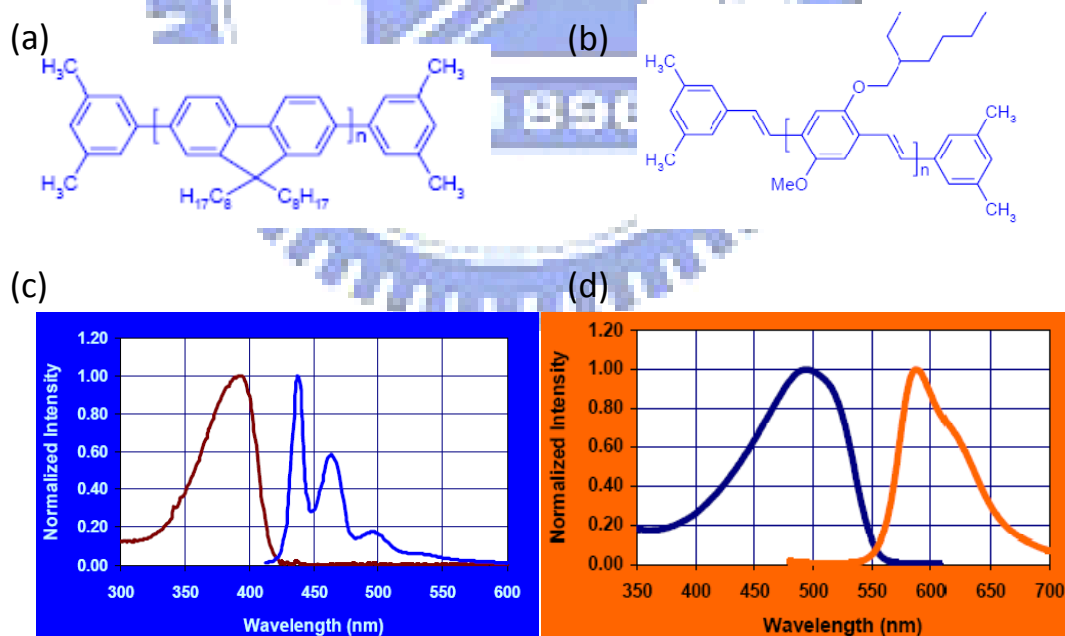 (a)
H₃C
CH₃
[ ]n
CH₃
CH₃
H₁₇C₈
C₈H₁₇
(b)
H₃C
H₃C
O
MeO
[ ]n
CH₃
CH₃
1896
(c)
1.20
1.00
0.80
0.60
0.40
0.20
0.00
Normalized Intensity
300 350 400 450 500 550 600
Wavelength (nm)
(d)
1.20
1.00
0.80
0.60
0.40
0.20
0.00
Normalized Intensity
350 400 450 500 550 600 650 700
Wavelength (nm)